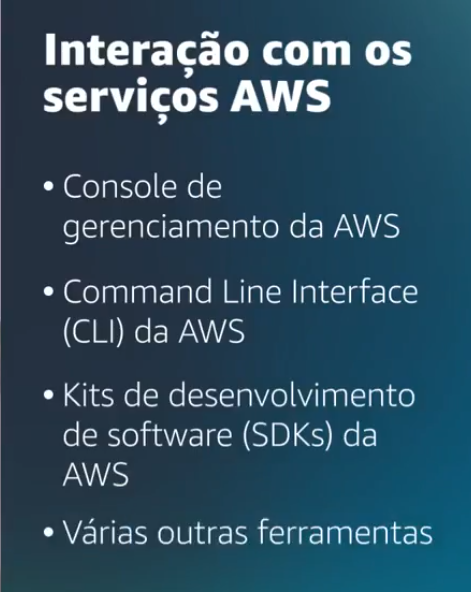 Interação com os
serviços AWS
• Console de
gerenciamento da AWS
• Command Line Interface
(CLI) da AWS
• Kits de desenvolvimento
de software (SDKs) da
AWS
• Várias outras ferramentas